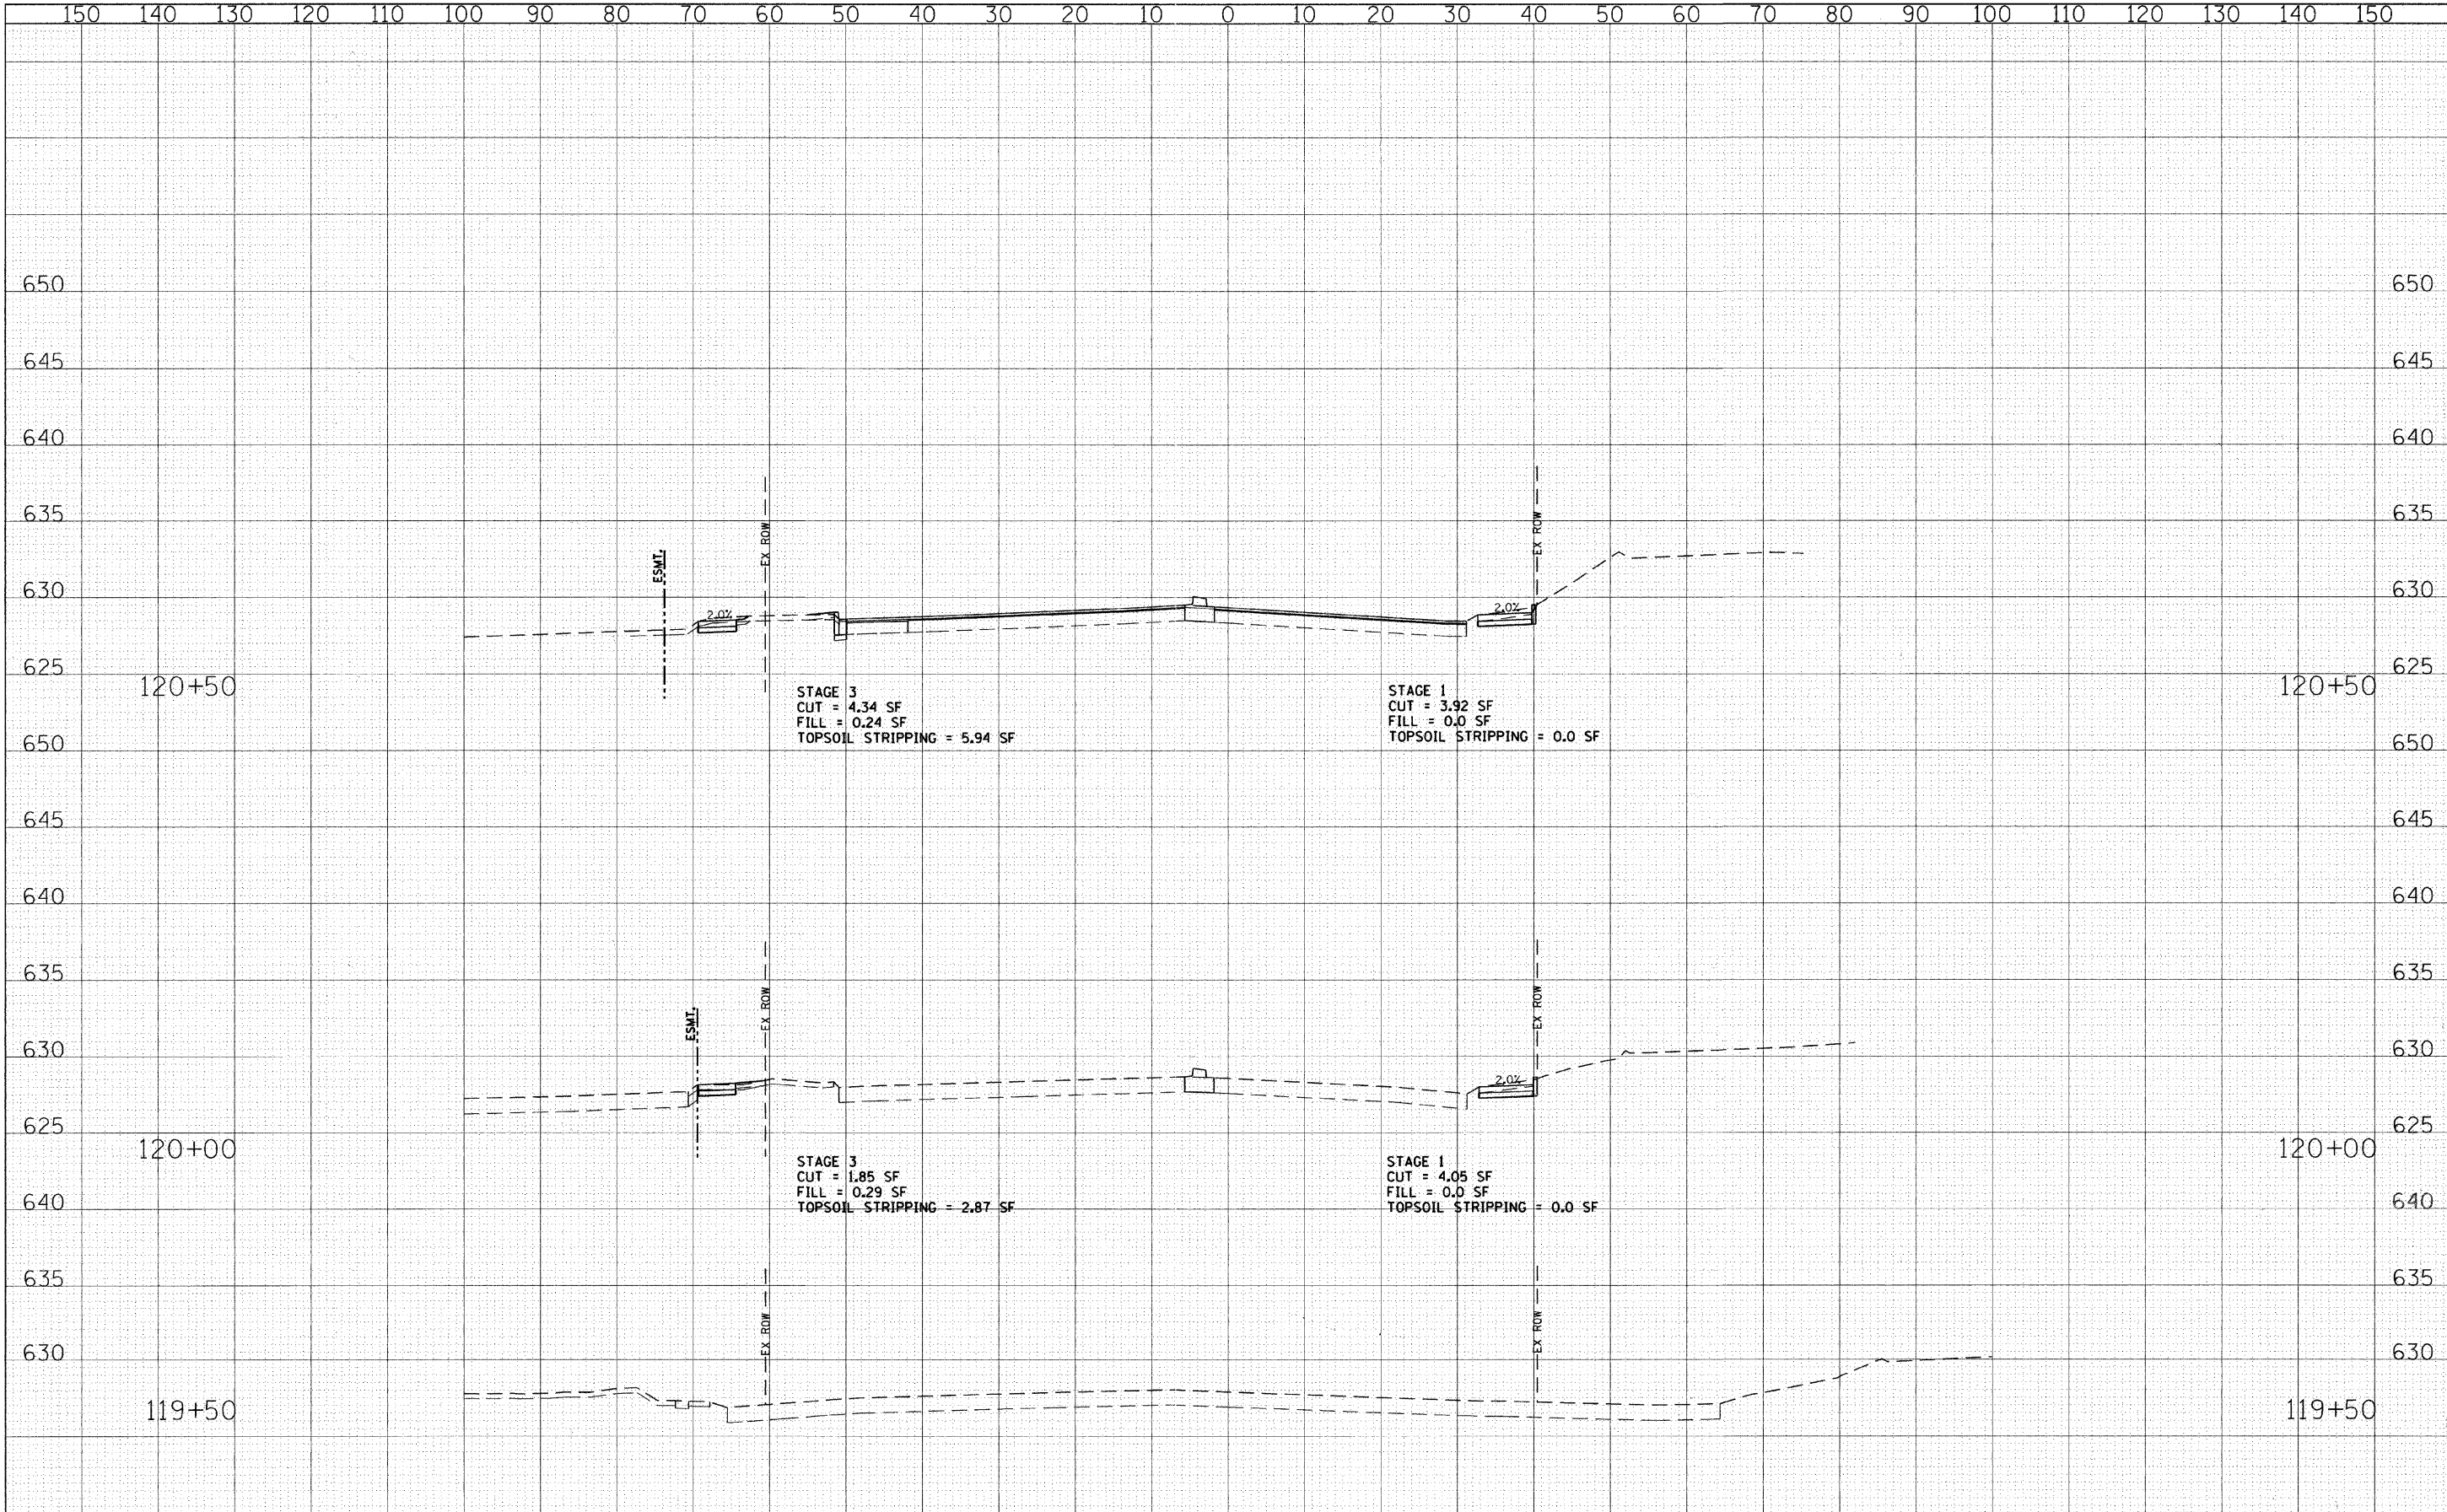 150 140 130 120 110 100 90 80 70 60 50 40 30 20 10 0 10 20 30 40 50 60 70 80 90 100 110 120 130 140 150
650 650
645 645
640 640
635 635
EX ROW EX ROW
ESMT.
630 630
2.0% 2.0%
625 625
120+50 120+50
STAGE 3
CUT = 4.34 SF
FILL = 0.24 SF
TOPSOIL STRIPPING = 5.94 SF
STAGE 1
CUT = 3.92 SF
FILL = 0.0 SF
TOPSOIL STRIPPING = 0.0 SF
650 650
645 645
640 640
635 635
EX ROW EX ROW
ESMT.
630 630
2.0%
625 625
120+00 120+00
STAGE 3
CUT = 1.85 SF
FILL = 0.29 SF
TOPSOIL STRIPPING = 2.87 SF
STAGE 1
CUT = 4.05 SF
FILL = 0.0 SF
TOPSOIL STRIPPING = 0.0 SF
640 640
635 635
EX ROW EX ROW
630 630
119+50 119+50